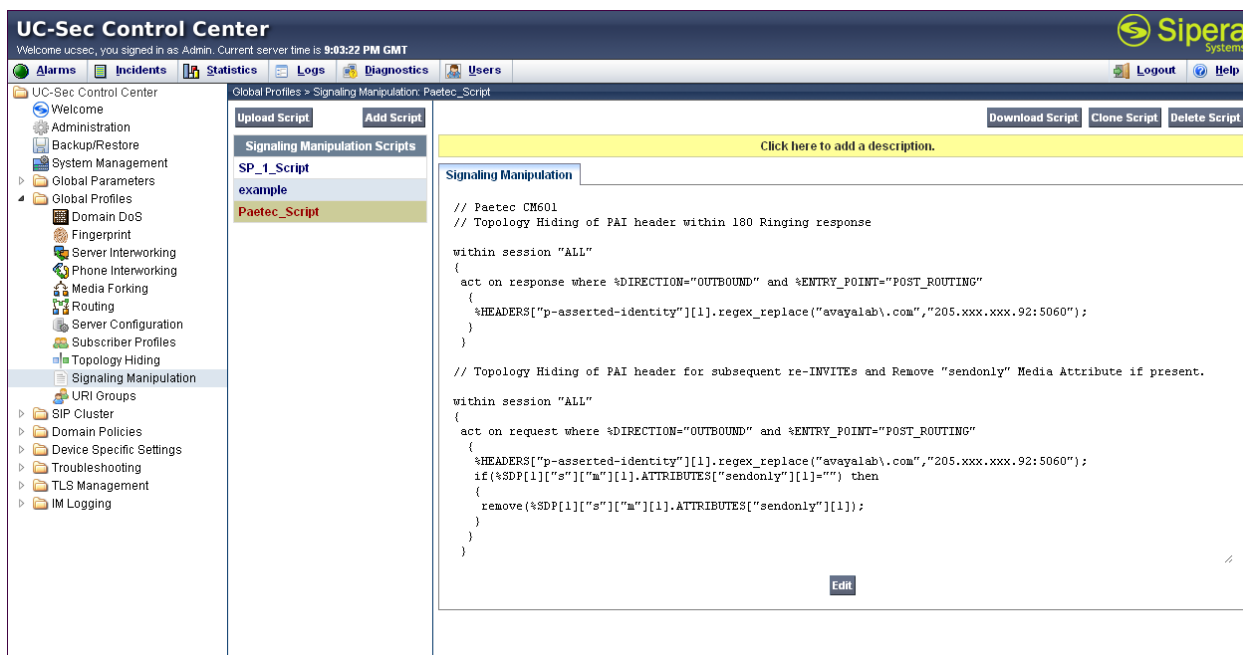 UC-Sec Control Center
Welcome ucsec, you signed in as Admin. Current server time is 9:03:22 PM GMT
Sipera
Systems
Alarms Incidents Statistics Logs Diagnostics Users Logout Help
UC-Sec Control Center
Welcome
Administration
Backup/Restore
System Management
Global Parameters
Global Profiles
Domain DoS
Fingerprint
Server Interworking
Phone Interworking
Media Forking
Routing
Server Configuration
Subscriber Profiles
Topology Hiding
Signaling Manipulation
URI Groups
SIP Cluster
Domain Policies
Device Specific Settings
Troubleshooting
TLS Management
IM Logging
Global Profiles > Signaling Manipulation: Paetec_Script
Upload Script Add Script
Signaling Manipulation Scripts
SP_1_Script
example
Paetec_Script
Download Script Clone Script Delete Script
Click here to add a description.
Signaling Manipulation
// Paetec CM601
// Topology Hiding of PAI header within 180 Ringing response
within session "ALL"
{
act on response where %DIRECTION="OUTBOUND" and %ENTRY_POINT="POST_ROUTING"
{
%HEADERS["p-asserted-identity"][1].regex_replace("avayalab\.com","205.xxx.xxx.92:5060");
}
}
// Topology Hiding of PAI header for subsequent re-INVITEs and Remove "sendonly" Media Attribute if present.
within session "ALL"
{
act on request where %DIRECTION="OUTBOUND" and %ENTRY_POINT="POST_ROUTING"
{
%HEADERS["p-asserted-identity"][1].regex_replace("avayalab\.com","205.xxx.xxx.92:5060");
if(%SDP[1]["s"]["m"][1].ATTRIBUTES["sendonly"][1]="") then
{
remove(%SDP[1]["s"]["m"][1].ATTRIBUTES["sendonly"][1]);
}
}
}
Edit